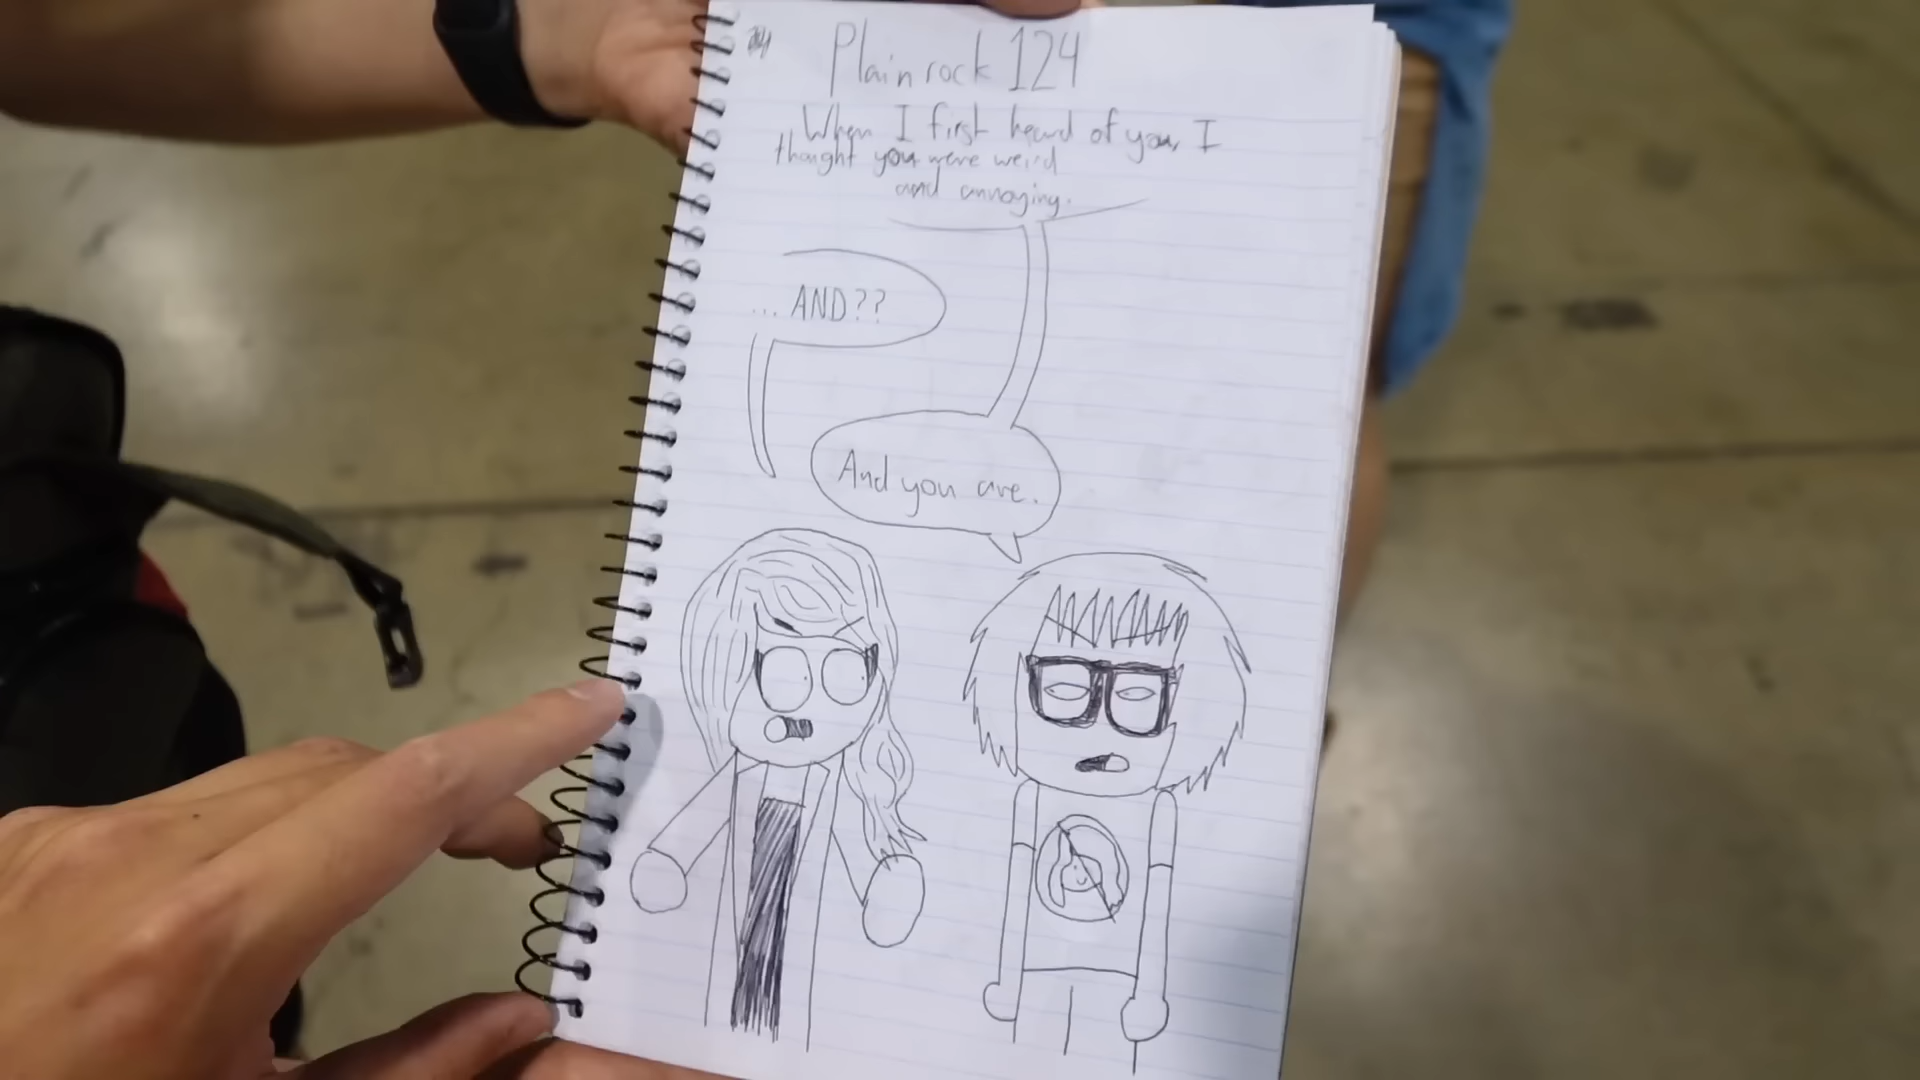 Plainrock 124
When I first heard of you, I
thought you were weird
and annoying.
... AND??
And you are.